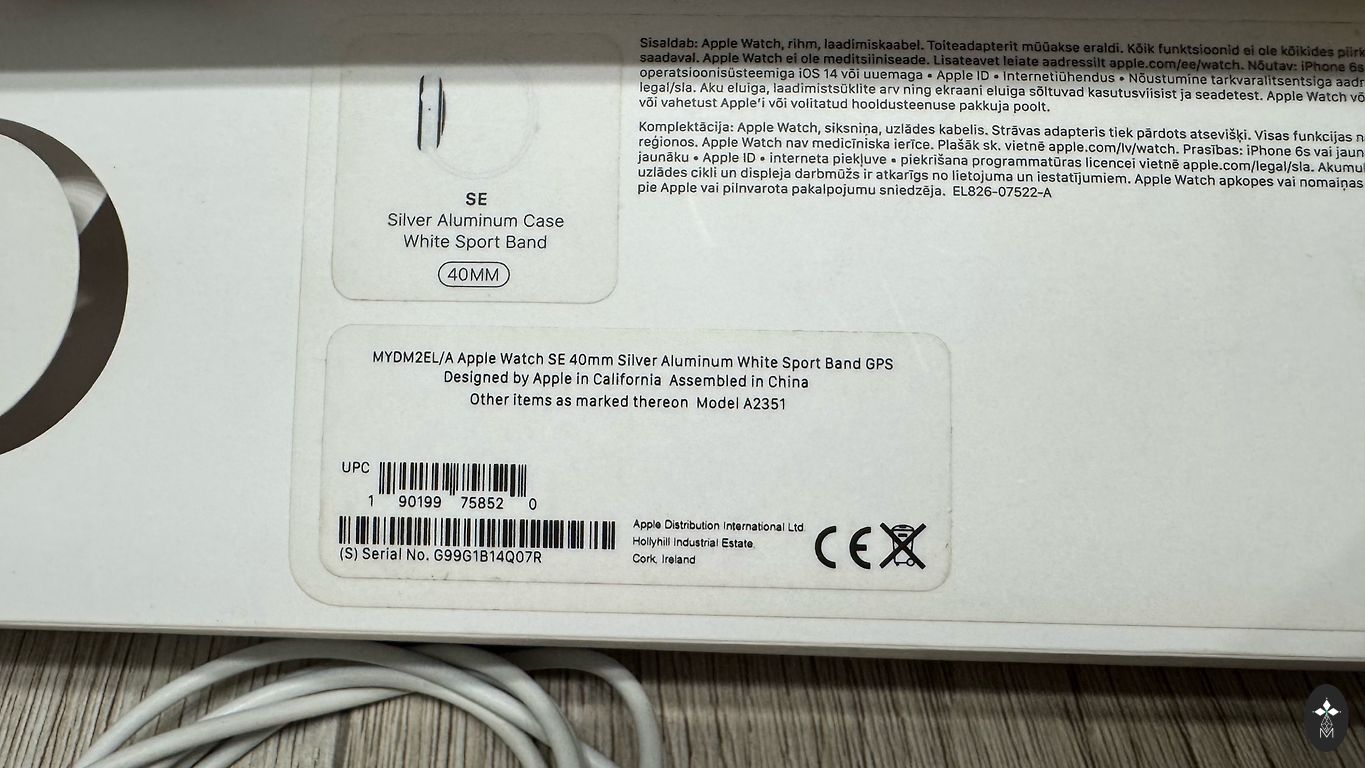 Sisaldab: Apple Watch, rihm, laadimiskaabel. Toiteadapterit müüakse eraldi. Kõik funktsioonid ei ole kõikides
saadaval. Apple Watch ei ole meditsiiniseade. Lisateavet leiate aadressilt apple.com/ee/watch. Nõutav: iPhone 6s
operatsioonisüsteemiga iOS 14 või uuemaga • Apple ID • Internetiühendus • Nõustumine tarkvaralitsentsiga
legal/sla. Aku eluiga, laadimistsüklite arv ning ekraani eluiga sõltuvad kasutusviisist ja seadetest. Apple Watch
või vahetust Apple'i või volitatud hooldusteenuse pakkuja poolt.
Komplektācija: Apple Watch, siksniņa, uzlādes kabelis. Strāvas adapteris tiek pārdots atsevišķi. Visas funkcijas
reģionos. Apple Watch nav medicīniska ierīce. Plašāk sk. vietnē apple.com/lv/watch. Prasības: iPhone 6s vai
jaunāku • Apple ID • interneta piekļuve • piekrišana programmatūras licencei vietnē apple.com/legal/sla.
uzlādes cikli un displeja darbmūžs ir atkarīgs no lietojuma un iestatījumiem. Apple Watch apkopes vai nomaiņas
pie Apple vai pilnvarota pakalpojumu sniedzēja. EL826-07522-A
SE
Silver Aluminum Case
White Sport Band
40MM
MYDM2EL/A Apple Watch SE 40mm Silver Aluminum White Sport Band GPS
Designed by Apple in California Assembled in China
Other items as marked thereon Model A2351
UPC
1 90199 75852 0
(S) Serial No. G99G1B14Q07R
Apple Distribution International Ltd.
Hollyhill Industrial Estate,
Cork, Ireland
CE
M